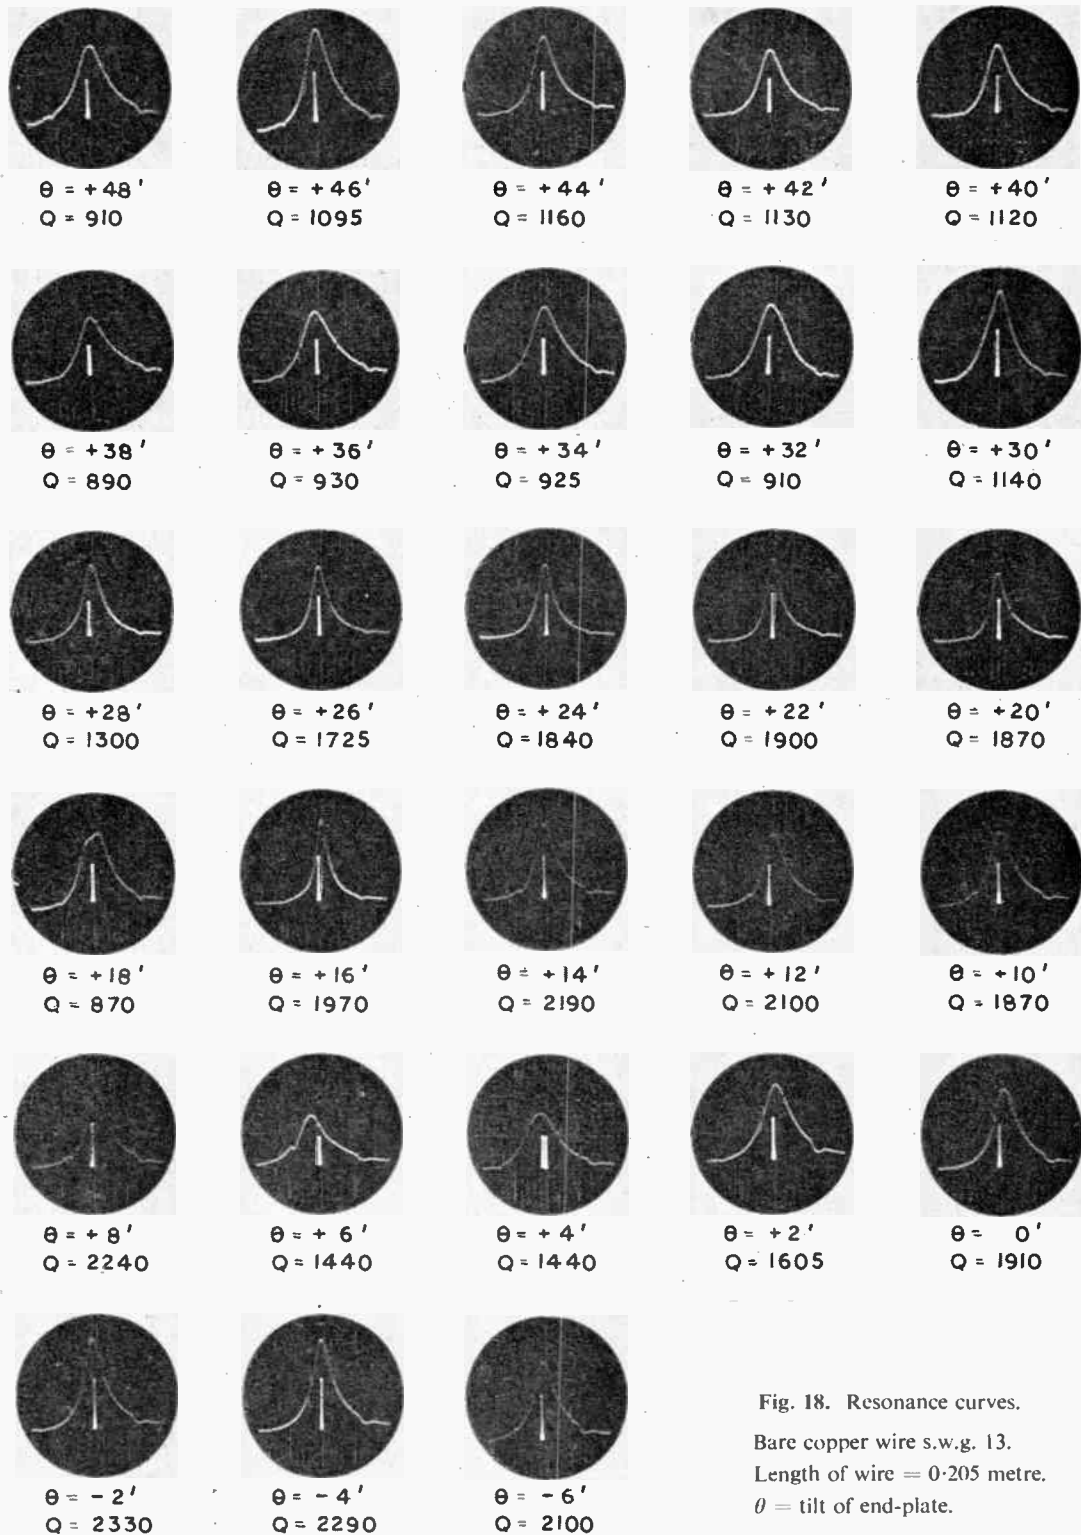 θ = +48'
Q = 910
θ = +46'
Q = 1095
θ = +44'
Q = 1160
θ = +42'
Q = 1130
θ = +40'
Q = 1120
θ = +38'
Q = 890
θ = +36'
Q = 930
θ = +34'
Q = 925
θ = +32'
Q = 910
θ = +30'
Q = 1140
θ = +28'
Q = 1300
θ = +26'
Q = 1725
θ = +24'
Q = 1840
θ = +22'
Q = 1900
θ = +20'
Q = 1870
θ = +18'
Q = 870
θ = +16'
Q = 1970
θ = +14'
Q = 2190
θ = +12'
Q = 2100
θ = +10'
Q = 1870
θ = +8'
Q = 2240
θ = +6'
Q = 1440
θ = +4'
Q = 1440
θ = +2'
Q = 1605
θ = 0'
Q = 1910
θ = -2'
Q = 2330
θ = -4'
Q = 2290
θ = -6'
Q = 2100
Fig. 18. Resonance curves.
Bare copper wire s.w.g. 13.
Length of wire = 0·205 metre.
θ = tilt of end-plate.